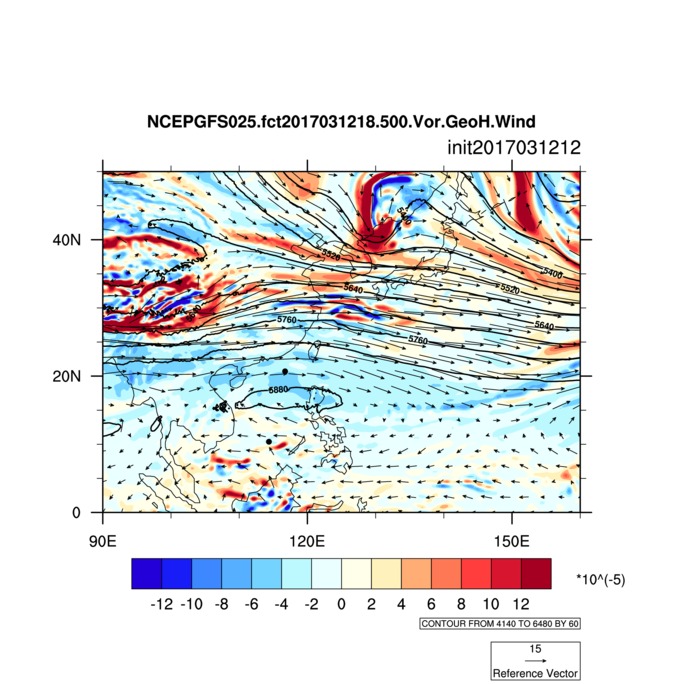 NCEPGFS025.fct2017031218.500.Vor.GeoH.Wind
init2017031212
40N
20N
0
90E 120E 150E
5460
5520
5400
5640
5520
5760
5640
5760
5880
-12 -10 -8 -6 -4 -2 0 2 4 6 8 10 12
*10^(-5)
CONTOUR FROM 4140 TO 6480 BY 60
15
Reference Vector